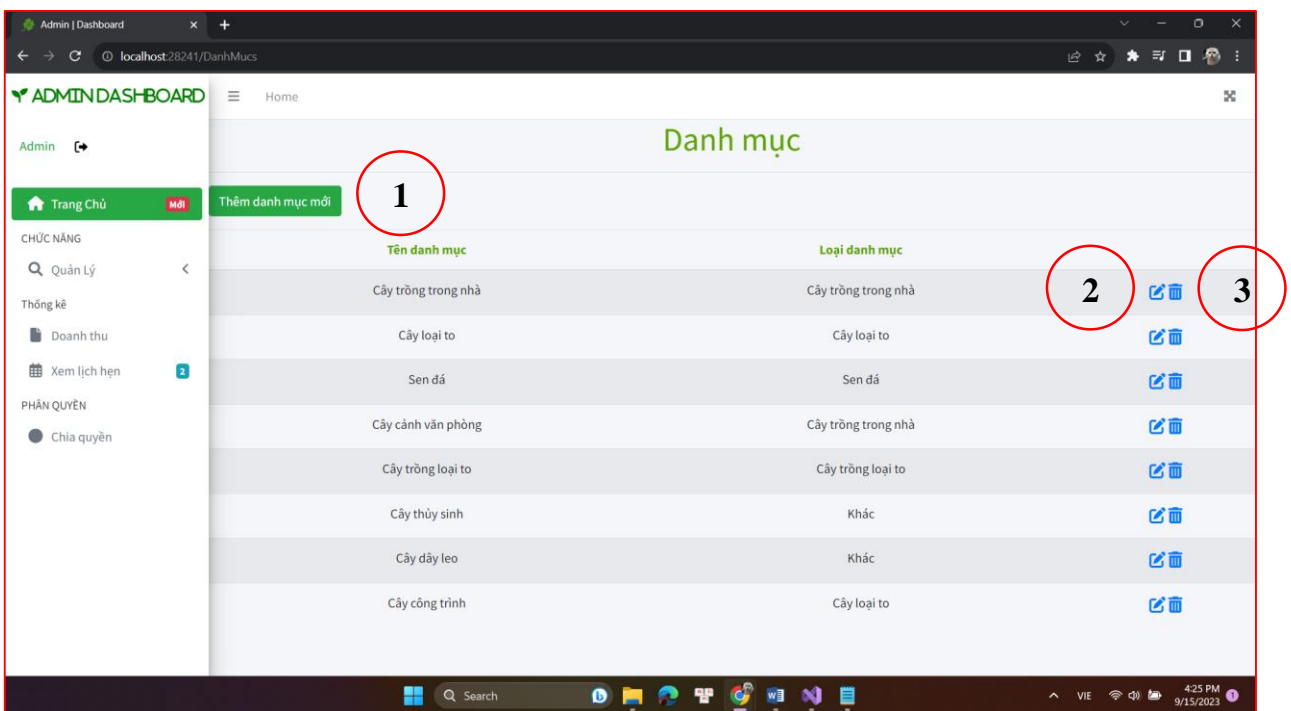 Admin | Dashboard
localhost:28241/DanhMucs
ADMIN DASHBOARD
Home
Admin
Danh mục
Trang Chủ
Mới
Thêm danh mục mới
1
CHỨC NĂNG
Quản Lý
Thống kê
Doanh thu
Xem lịch hẹn
2
PHÂN QUYỀN
Chia quyền
Tên danh mục Loại danh mục
Cây trồng trong nhà Cây trồng trong nhà 2 3
Cây loại to Cây loại to
Sen đá Sen đá
Cây cảnh văn phòng Cây trồng trong nhà
Cây trồng loại to Cây trồng loại to
Cây thủy sinh Khác
Cây dây leo Khác
Cây công trình Cây loại to
Search
VIE
4:25 PM
9/15/2023
1